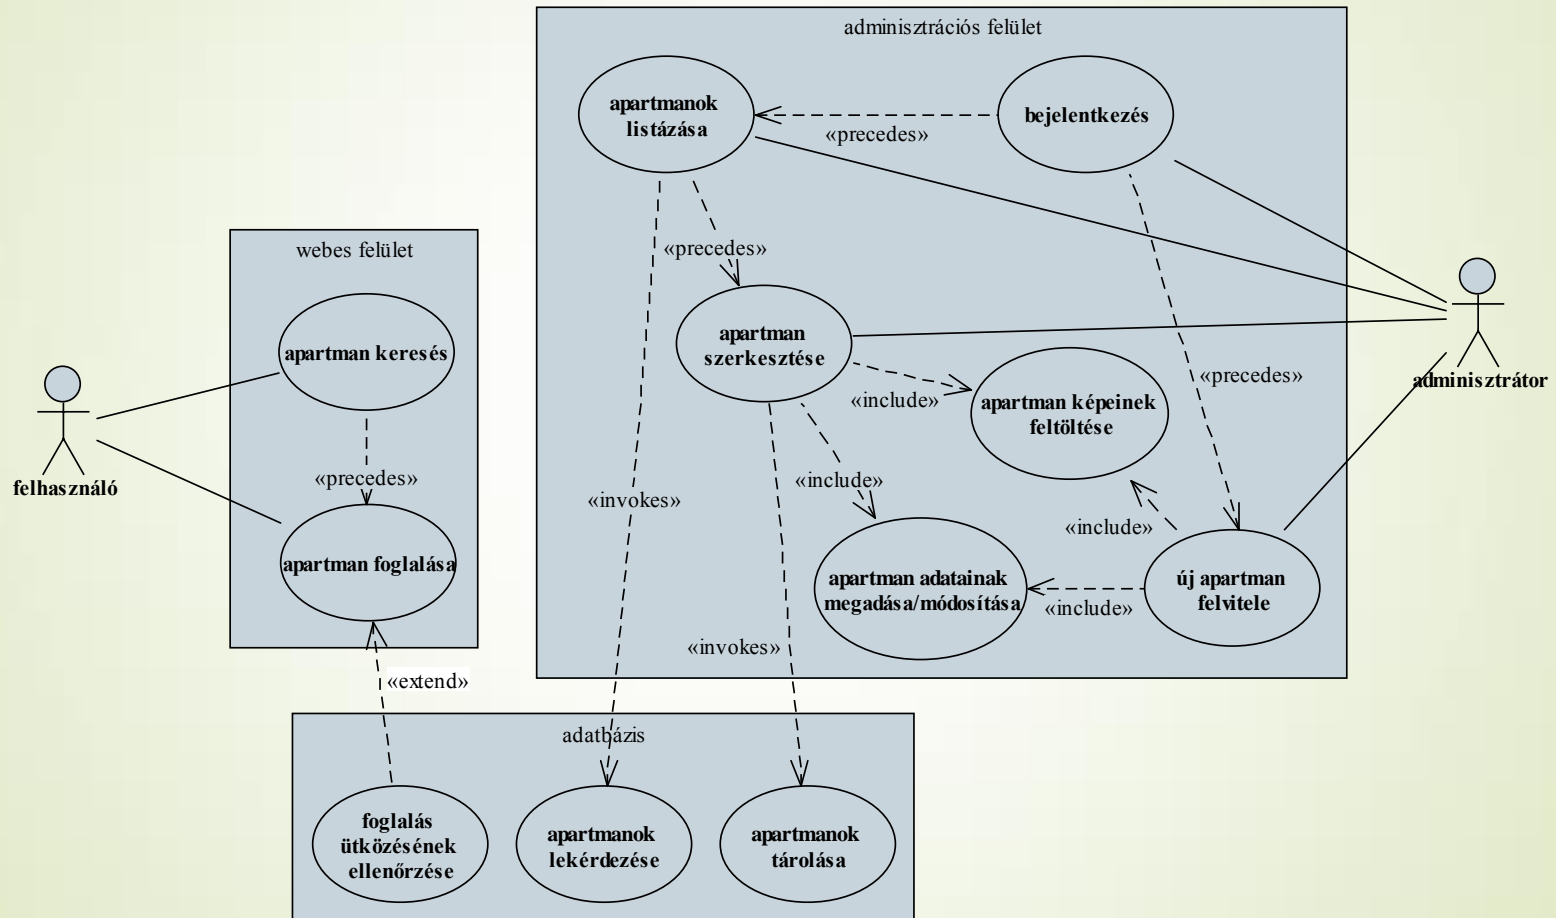 adminisztrációs felület
apartmanok
listázása
bejelentkezés
«precedes»
«precedes»
webes felület
apartman keresés
«precedes»
apartman foglalása
felhasználó
apartman
szerkesztése
«include»
apartman képeinek
feltöltése
«precedes»
adminisztrátor
«include»
«invokes»
«include»
apartman adatainak
megadása/módosítása
«include»
új apartman
felvitele
«invokes»
«extend»
adatbázis
foglalás
ütközésének
ellenőrzése
apartmanok
lekérdezése
apartmanok
tárolása